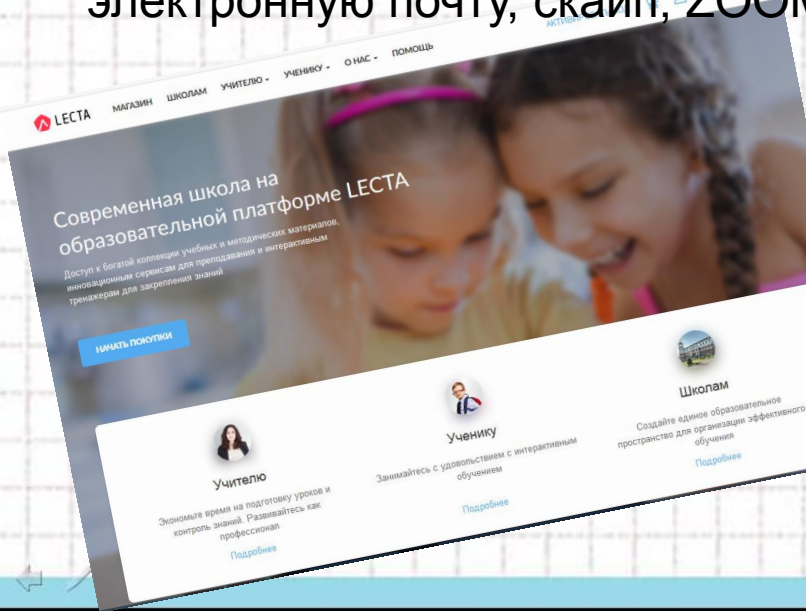 электронную почту, скайп, ZOOM
LECTA
МАГАЗИН ШКОЛАМ УЧИТЕЛЮ УЧЕНИКУ О НАС ПОМОЩЬ
Современная школа на
образовательной платформе LECTA
Доступ к богатой коллекции учебных и методических материалов,
инновационным сервисам для преподавания и интерактивным
тренажерам для закрепления знаний
НАЧАТЬ ПОКУПКИ
Учителю
Экономьте время на подготовку уроков и
контроль знаний. Развивайтесь как
профессионал
Подробнее
Ученику
Занимайтесь с удовольствием с интерактивным
обучением
Подробнее
Школам
Создайте единое образовательное
пространство для организации эффективного
обучения
Подробнее